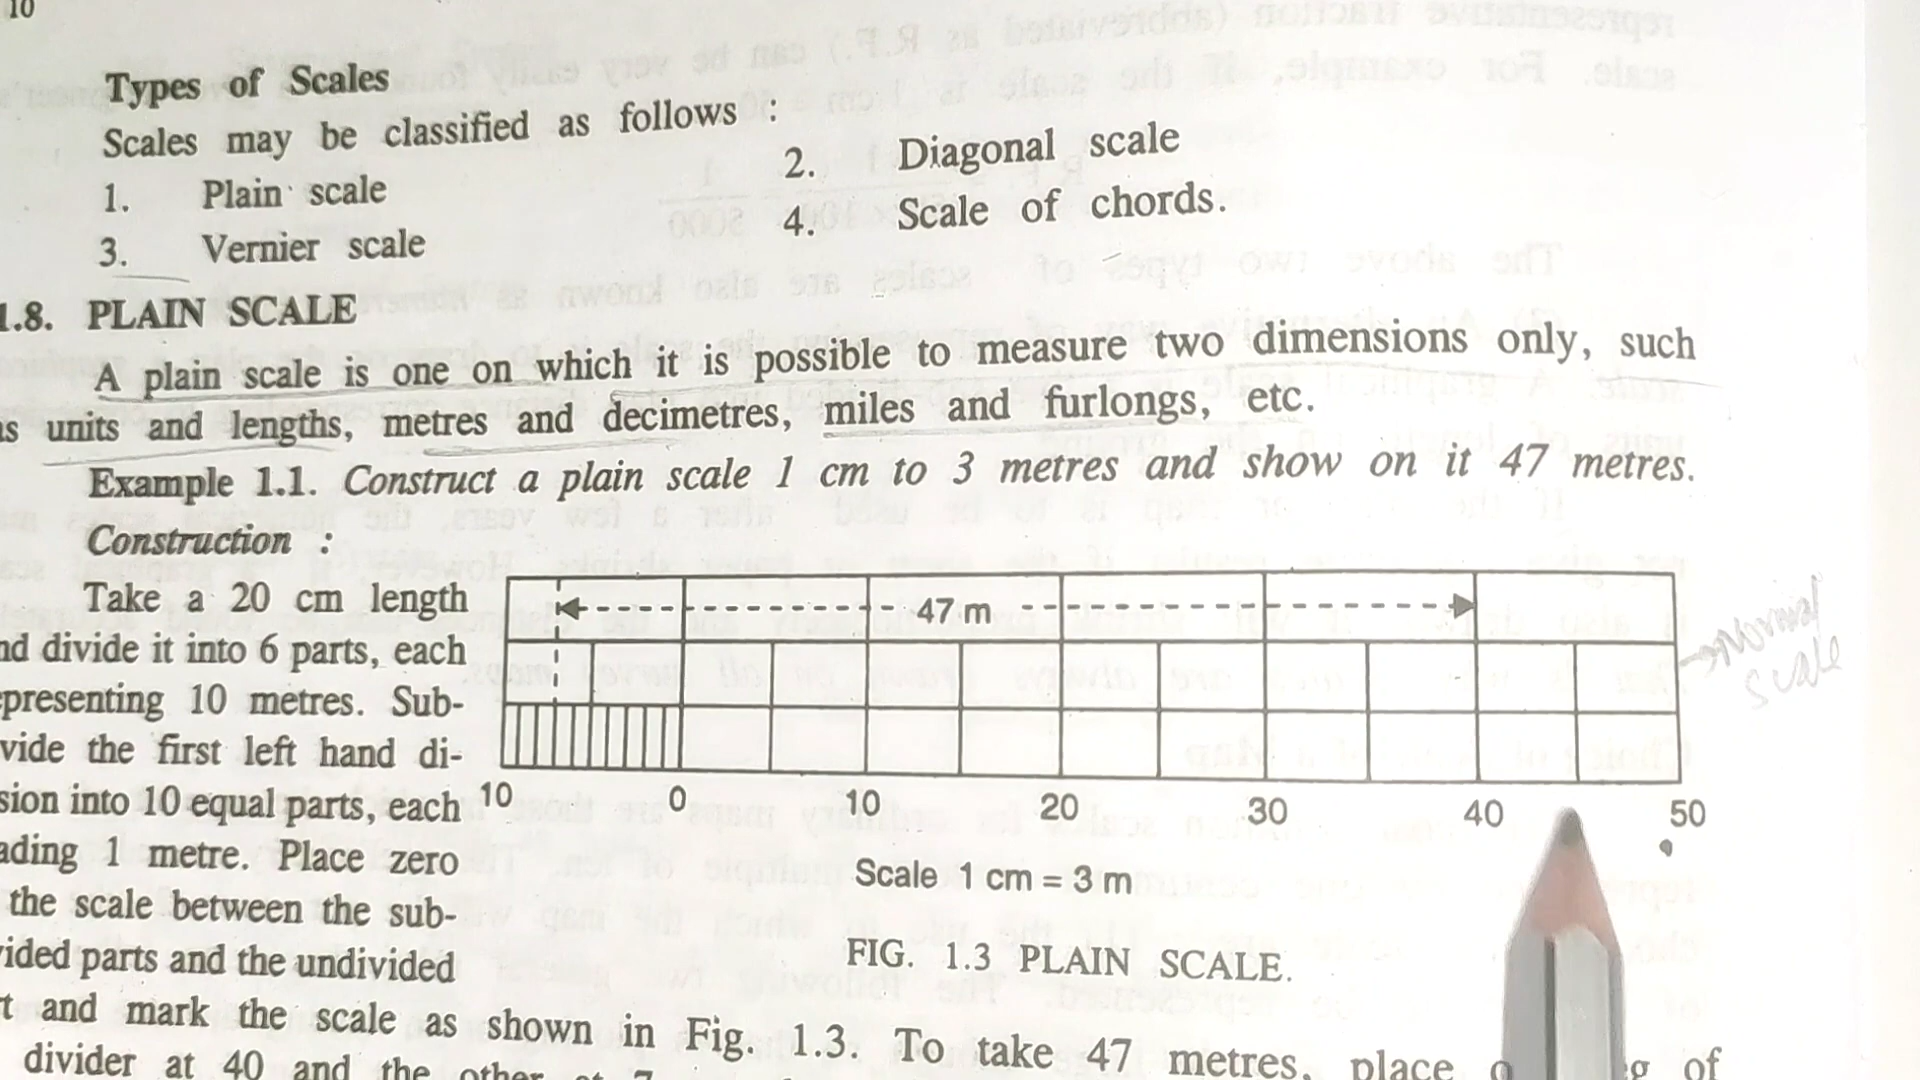 10
Types of Scales
Scales may be classified as follows :
1. Plain scale 2. Diagonal scale
3. Vernier scale 4. Scale of chords.
1.8. PLAIN SCALE
A plain scale is one on which it is possible to measure two dimensions only, such
units and lengths, metres and decimetres, miles and furlongs, etc.
Example 1.1. Construct a plain scale 1 cm to 3 metres and show on it 47 metres.
Construction :
Take a 20 cm length
divide it into 6 parts, each
presenting 10 metres. Sub-
vide the first left hand di-
sion into 10 equal parts, each
ading 1 metre. Place zero
the scale between the sub-
ided parts and the undivided
t and mark the scale as shown in Fig. 1.3. To take 47 metres, place of
divider at 40 and the other at 7
47 m
10 0 10 20 30 40 50
Scale 1 cm = 3 m
FIG. 1.3 PLAIN SCALE.
scale